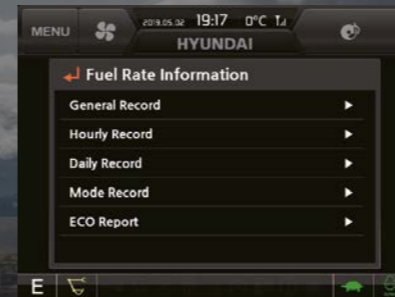 MENU
2019.05.02 19:17 0°C
HYUNDAI
Fuel Rate Information
General Record
Hourly Record
Daily Record
Mode Record
ECO Report
E